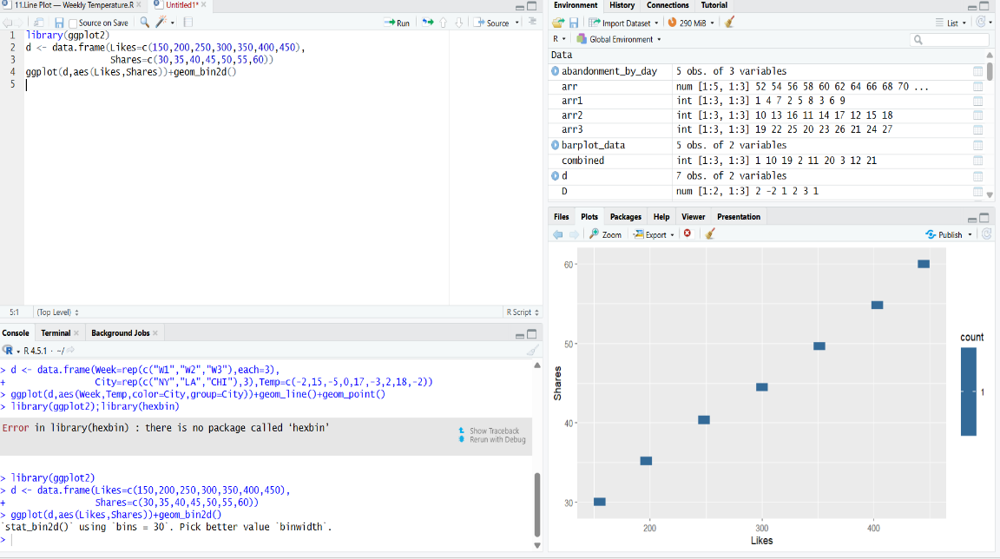 11.Line Plot — Weekly Temperature.R
Untitled1*
Source on Save
Run
Source
1 library(ggplot2)
2 d <- data.frame(Likes=c(150,200,250,300,350,400,450),
3 Shares=c(30,35,40,45,50,55,60))
4 ggplot(d,aes(Likes,Shares))+geom_bin2d()
5
5:1 (Top Level) R Script
Console Terminal Background Jobs
R R 4.5.1 · ~/
> d <- data.frame(Week=rep(c("W1","W2","W3"),each=3),
+ City=rep(c("NY","LA","CHI"),3),Temp=c(-2,15,-5,0,17,-3,2,18,-2))
> ggplot(d,aes(Week,Temp,color=City,group=City))+geom_line()+geom_point()
> library(ggplot2);library(hexbin)
Error in library(hexbin) : there is no package called ‘hexbin’
Show Traceback
Rerun with Debug
> library(ggplot2)
> d <- data.frame(Likes=c(150,200,250,300,350,400,450),
+ Shares=c(30,35,40,45,50,55,60))
> ggplot(d,aes(Likes,Shares))+geom_bin2d()
`stat_bin2d()` using `bins = 30`. Pick better value `binwidth`.
>
Environment History Connections Tutorial
Import Dataset 290 MiB List
R Global Environment
Data
abandonment_by_day 5 obs. of 3 variables
arr num [1:5, 1:3] 52 54 56 58 60 62 64 66 68 70 ...
arr1 int [1:3, 1:3] 1 4 7 2 5 8 3 6 9
arr2 int [1:3, 1:3] 10 13 16 11 14 17 12 15 18
arr3 int [1:3, 1:3] 19 22 25 20 23 26 21 24 27
barplot_data 5 obs. of 2 variables
combined int [1:3, 1:3] 1 10 19 2 11 20 3 12 21
d 7 obs. of 2 variables
D num [1:2, 1:3] 2 -2 1 2 3 1
Files Plots Packages Help Viewer Presentation
Zoom Export Publish
60
50
40
30
Shares
200 300 400
Likes
count
1